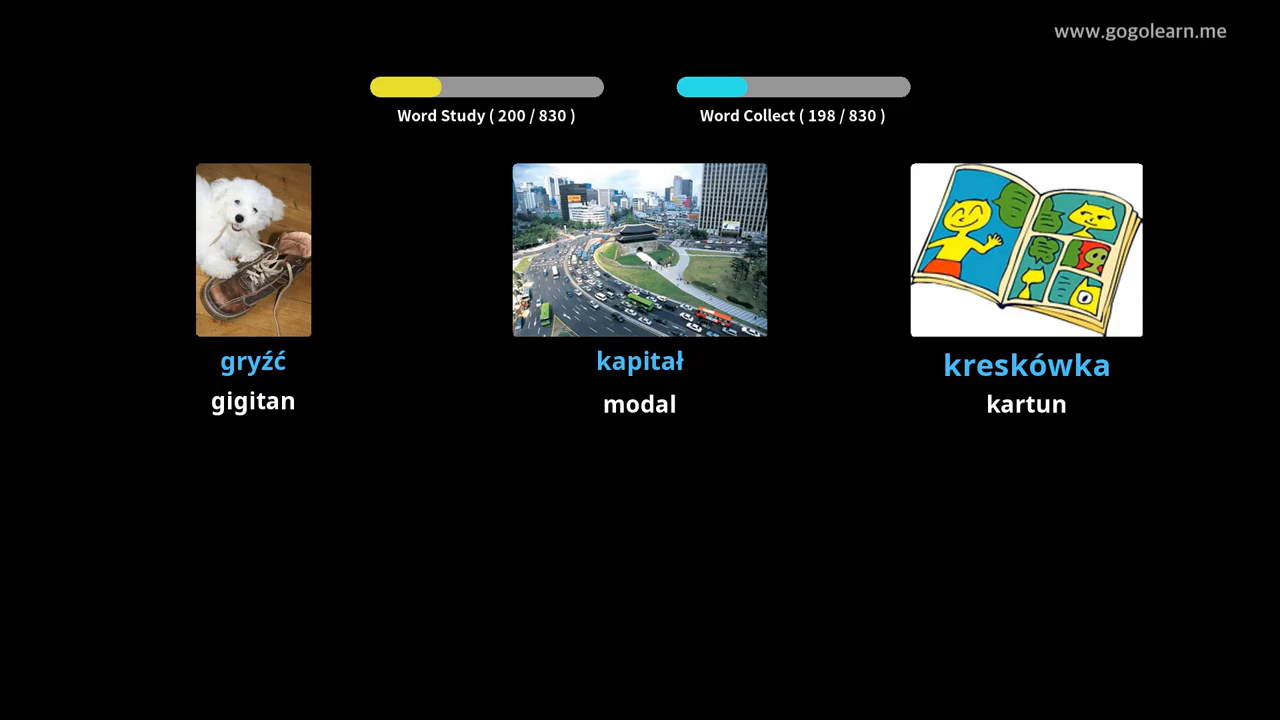 www.gogolearn.me
Word Study ( 200 / 830 )
Word Collect ( 198 / 830 )
gryźć
kapitał
kreskówka
gigitan
modal
kartun